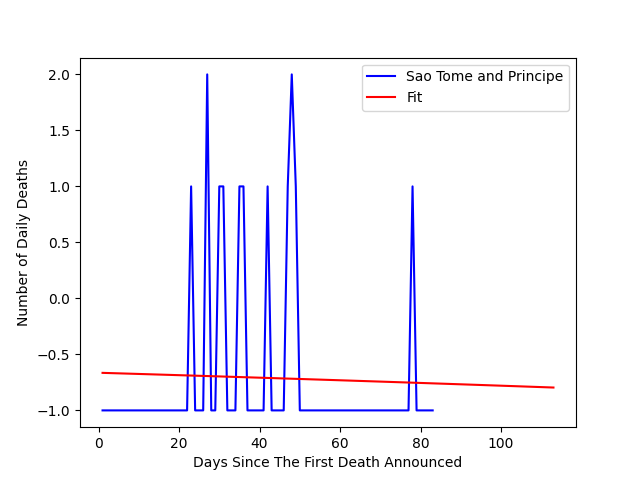 Sao Tome and Principe
Fit
2.0
1.5
1.0
0.5
0.0
−0.5
−1.0
Number of Daily Deaths
0 20 40 60 80 100
Days Since The First Death Announced